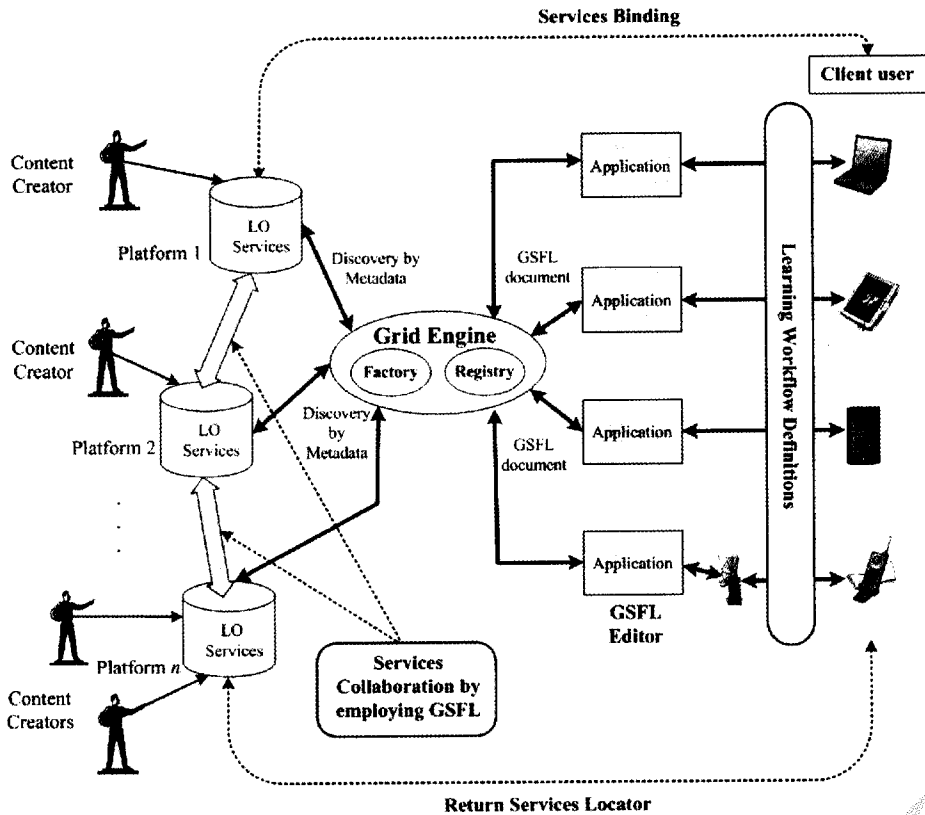 Services Binding
Client user
Content
Creator
LO
Services
Platform 1
Discovery by
Metadata
GSFL
document
Application
Application
Grid Engine
Factory
Registry
Content
Creator
LO
Services
Platform 2
Discovery
by
Metadata
GSFL
document
Application
Learning Workflow Definitions
.
.
.
Application
GSFL
Editor
LO
Services
Platform n
Content
Creators
Services
Collaboration by
employing GSFL
Return Services Locator